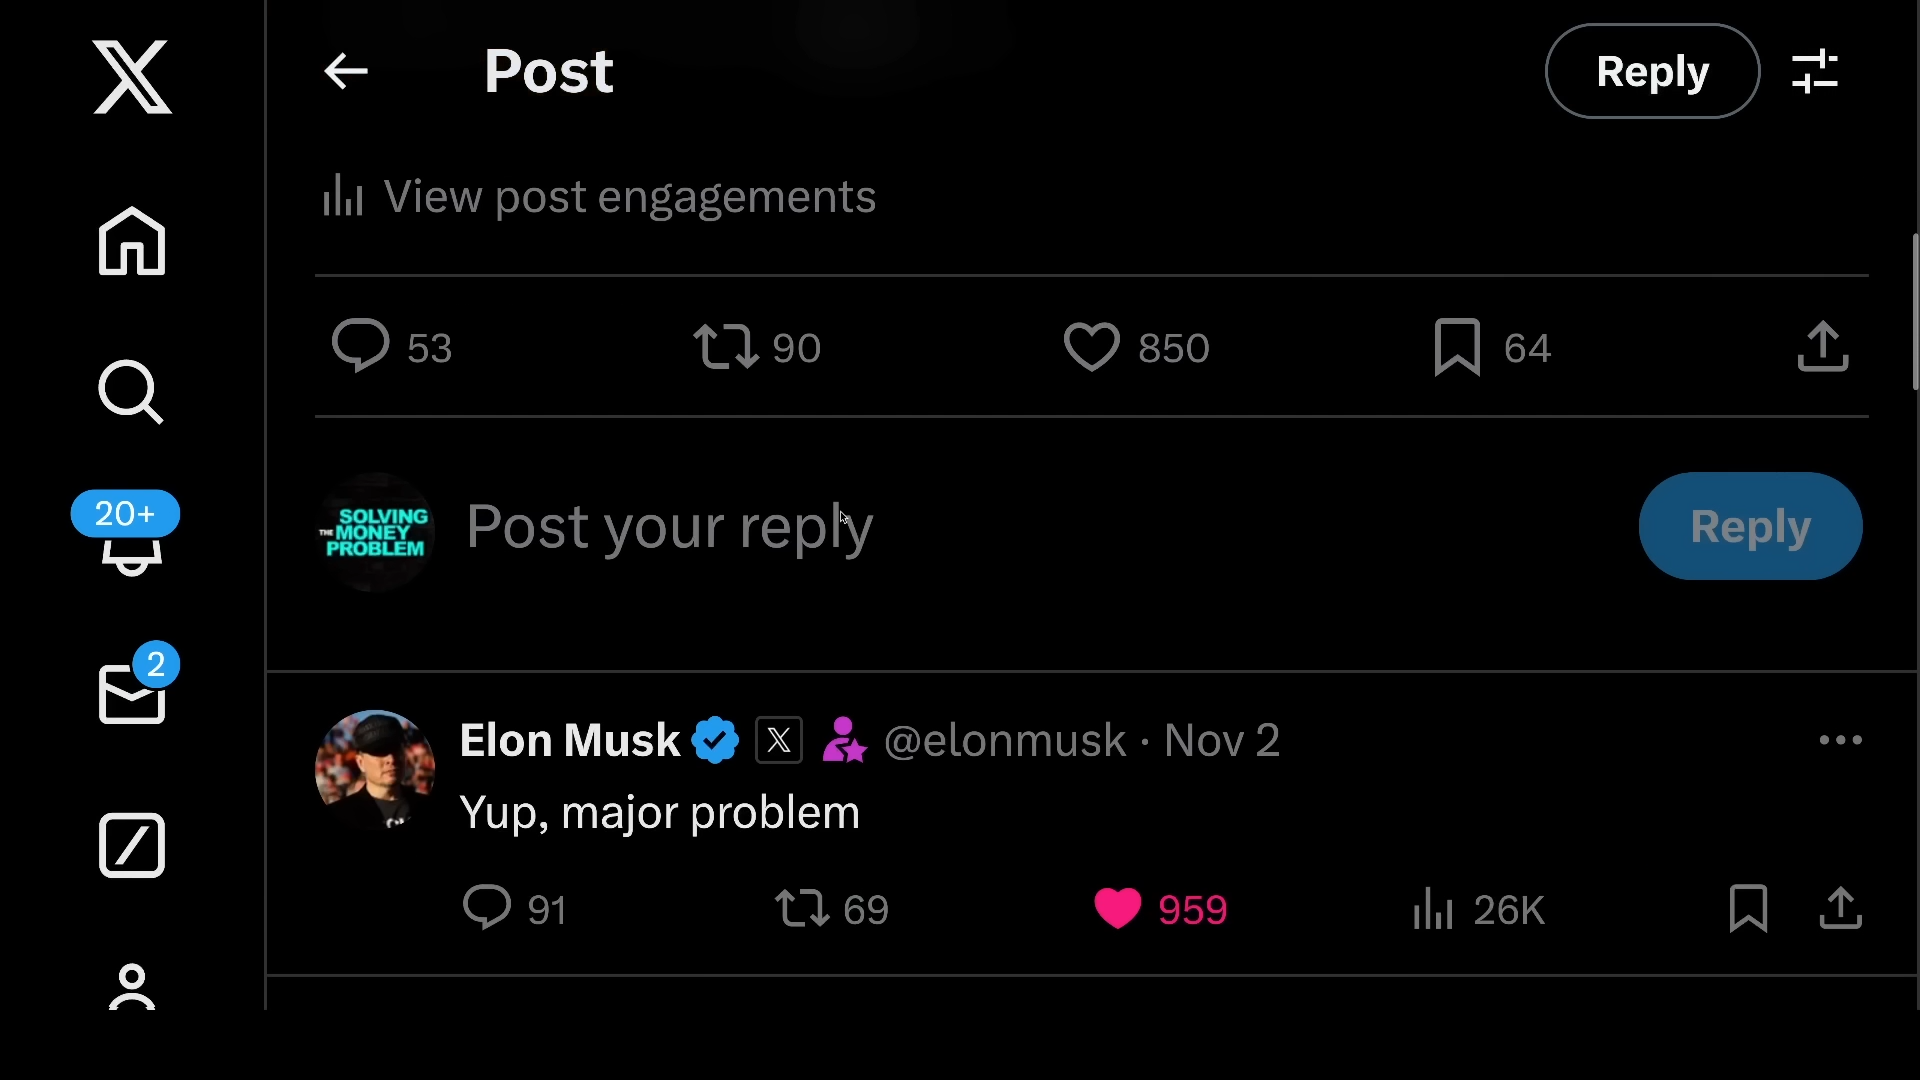 Post
Reply
View post engagements
53 90 850 64
20+
SOLVING
THE MONEY
PROBLEM
Post your reply
Reply
2
Elon Musk @elonmusk · Nov 2
Yup, major problem
91 69 959 26K